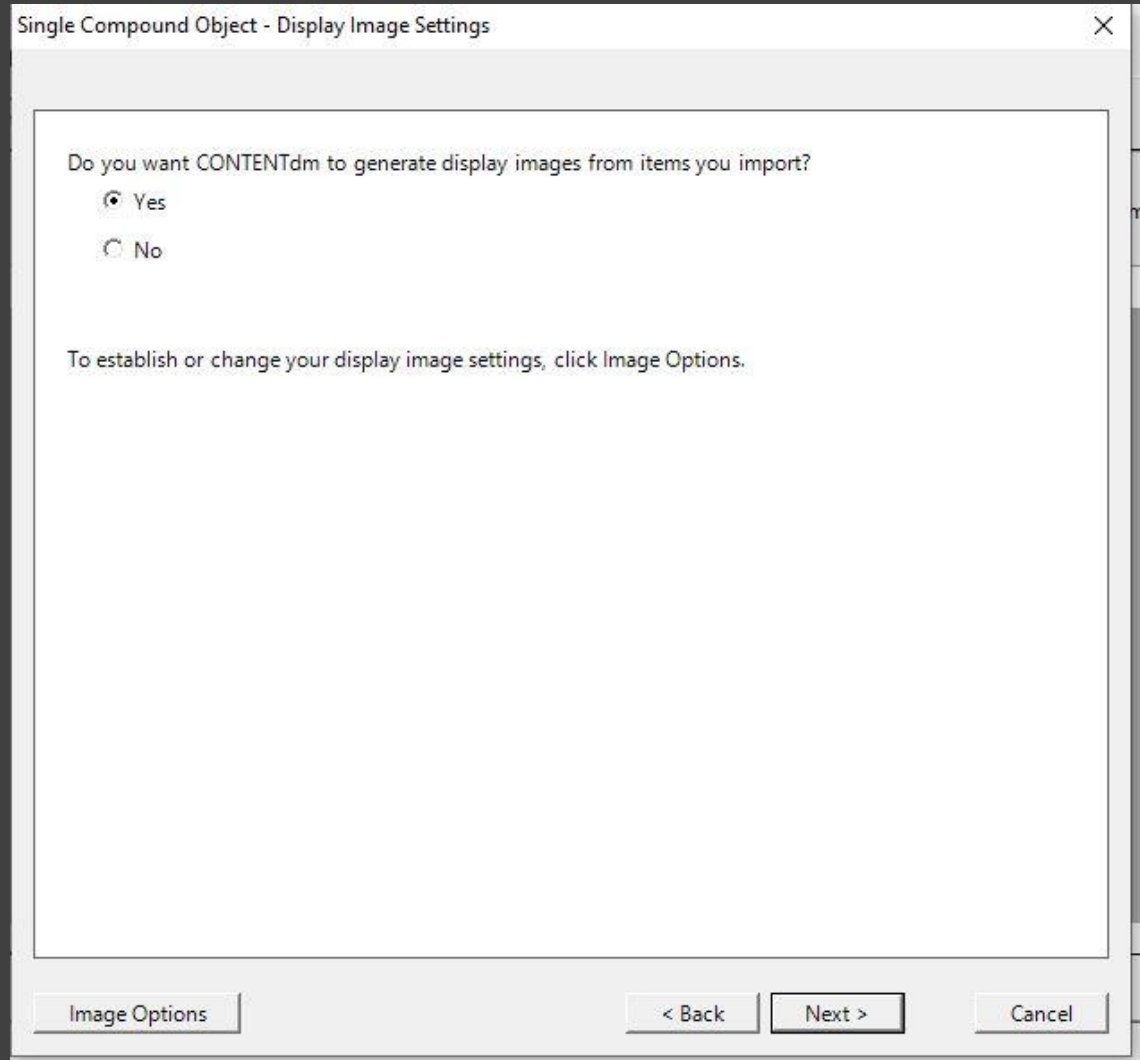 Single Compound Object - Display Image Settings
Do you want CONTENTdm to generate display images from items you import?
Yes
No
To establish or change your display image settings, click Image Options.
Image Options
< Back
Next >
Cancel